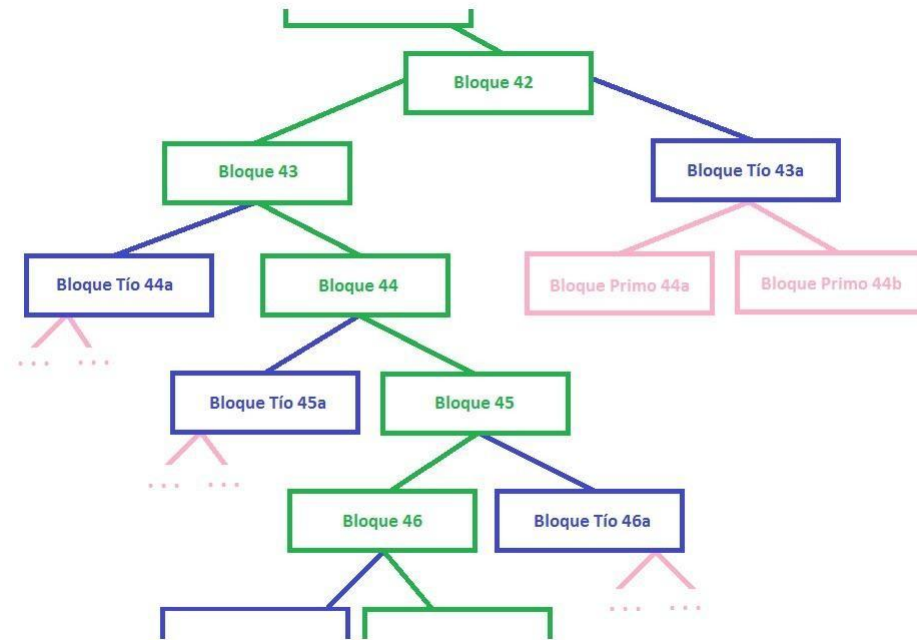 Bloque 42
Bloque 43
Bloque Tío 43a
Bloque Tío 44a
Bloque 44
Bloque Primo 44a
Bloque Primo 44b
... ...
Bloque Tío 45a
Bloque 45
... ...
Bloque 46
Bloque Tío 46a
... ...